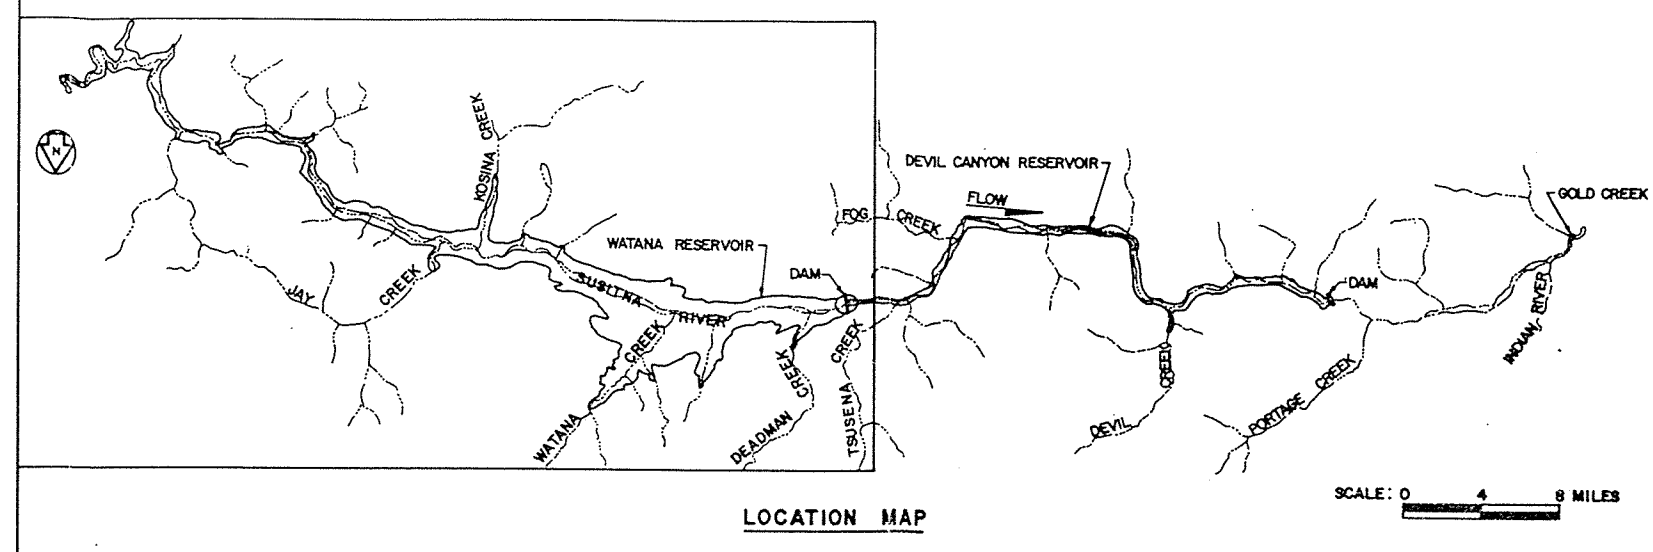 N
KOSINA CREEK
DEVIL CANYON RESERVOIR
FLOW
GOLD CREEK
FOG CREEK
WATANA RESERVOIR
DAM
SUSITNA RIVER
JAY CREEK
DAM
INDIAN RIVER
WATANA CREEK
DEADMAN CREEK
TSUSENA CREEK
DEVIL CREEK
PORTAGE CREEK
SCALE: 0 4 8 MILES
LOCATION MAP